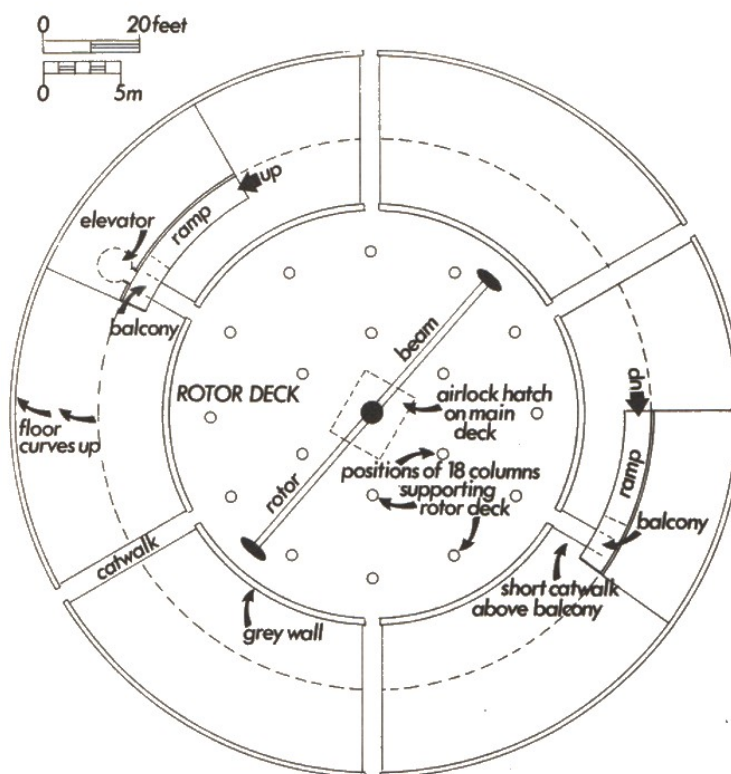 0 20 feet
0 5m
up
elevator
ramp
balcony
beam
ROTOR DECK
up
airlock hatch
on main
deck
floor
curves up
positions of 18 columns
supporting
rotor deck
ramp
rotor
balcony
catwalk
short catwalk
above balcony
grey wall